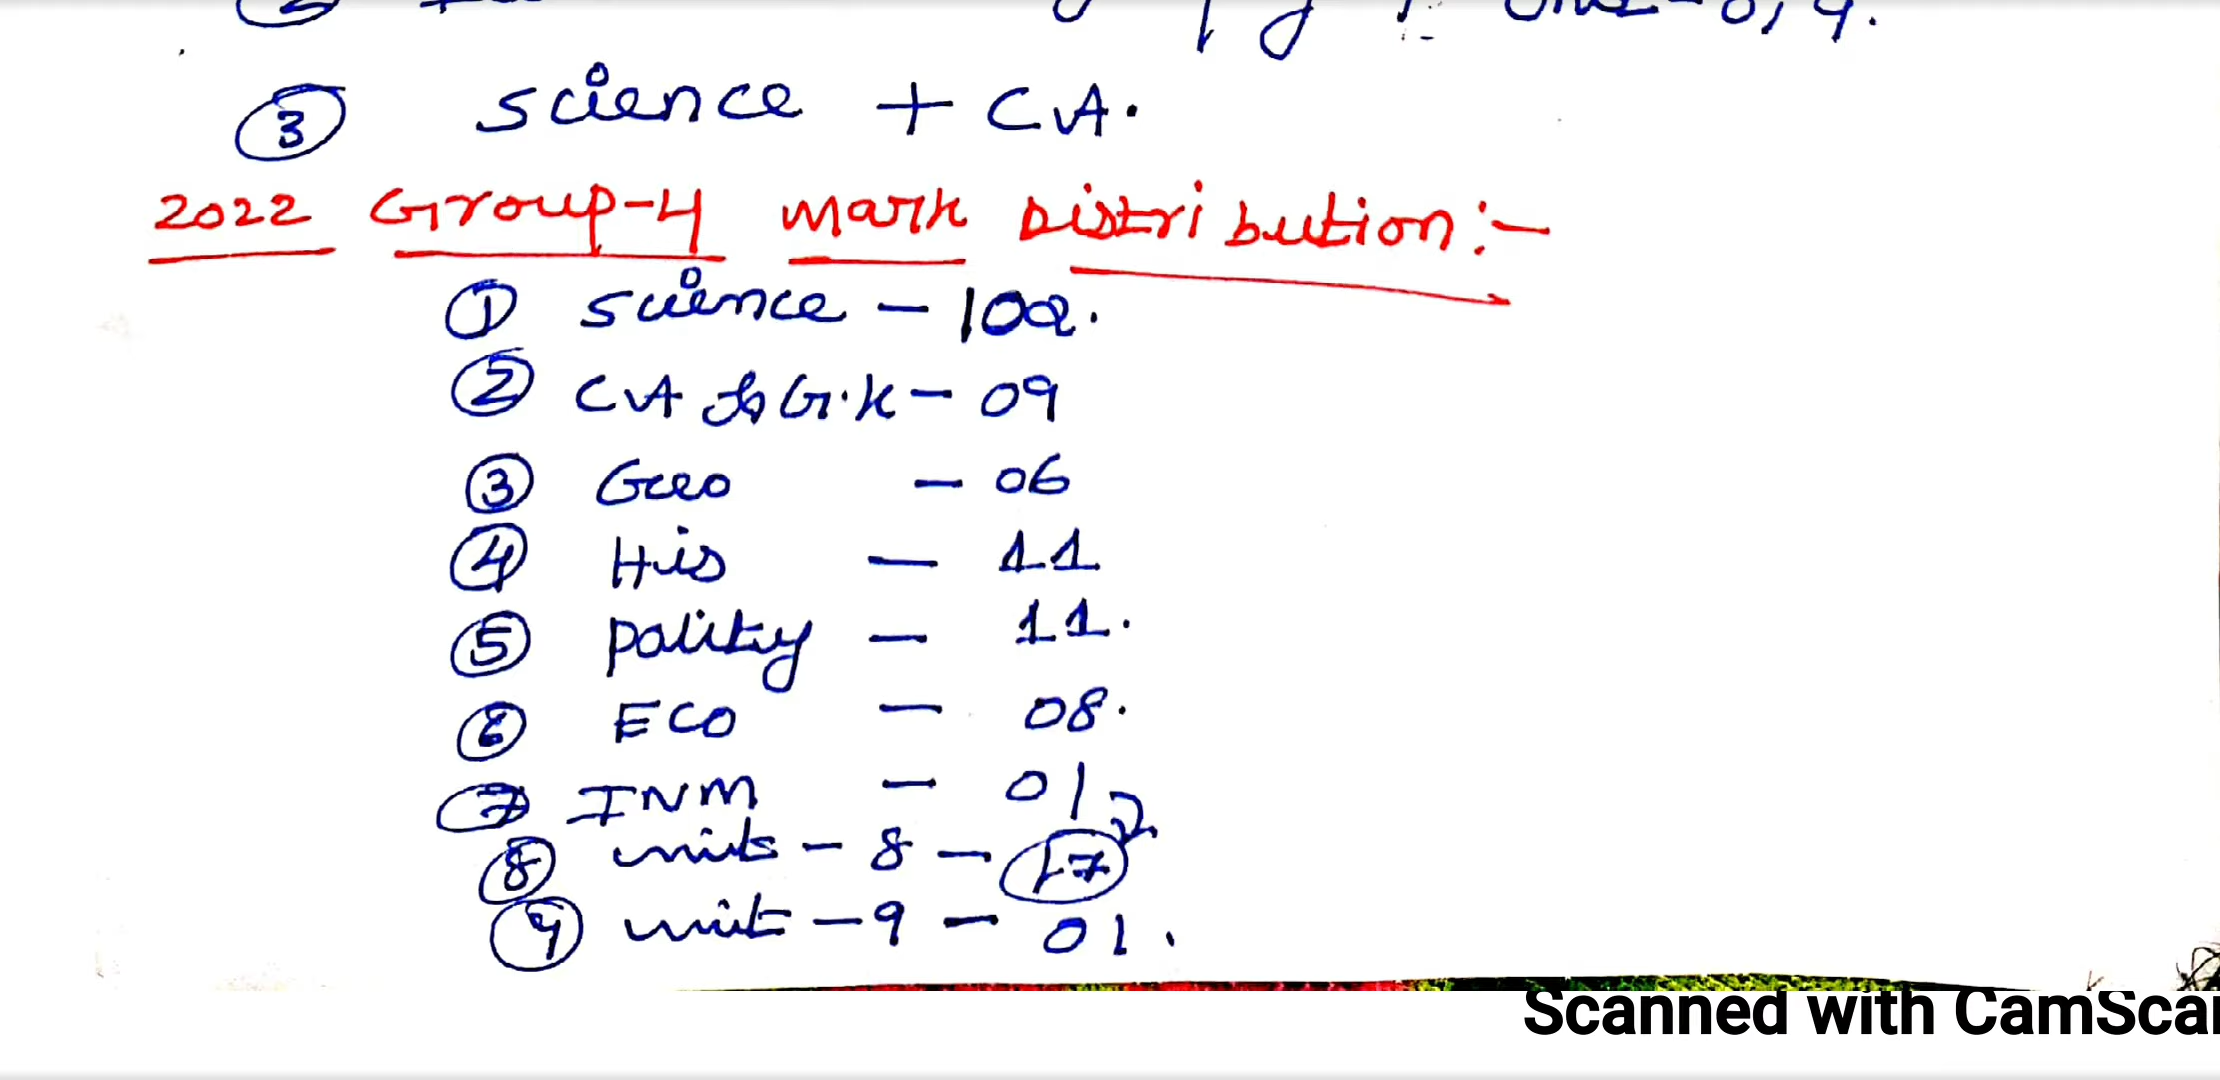 ③ Science + CA.
2022 Group-4 Mark Distribution:-
① Science - 10Q.
② CA & G.K - 09
③ Geo - 06
④ His - 11
⑤ Polity - 11.
⑥ ECO - 08.
⑦ INM - 01
⑧ unit - 8 - 17
⑨ unit - 9 - 01.
Scanned with CamScan